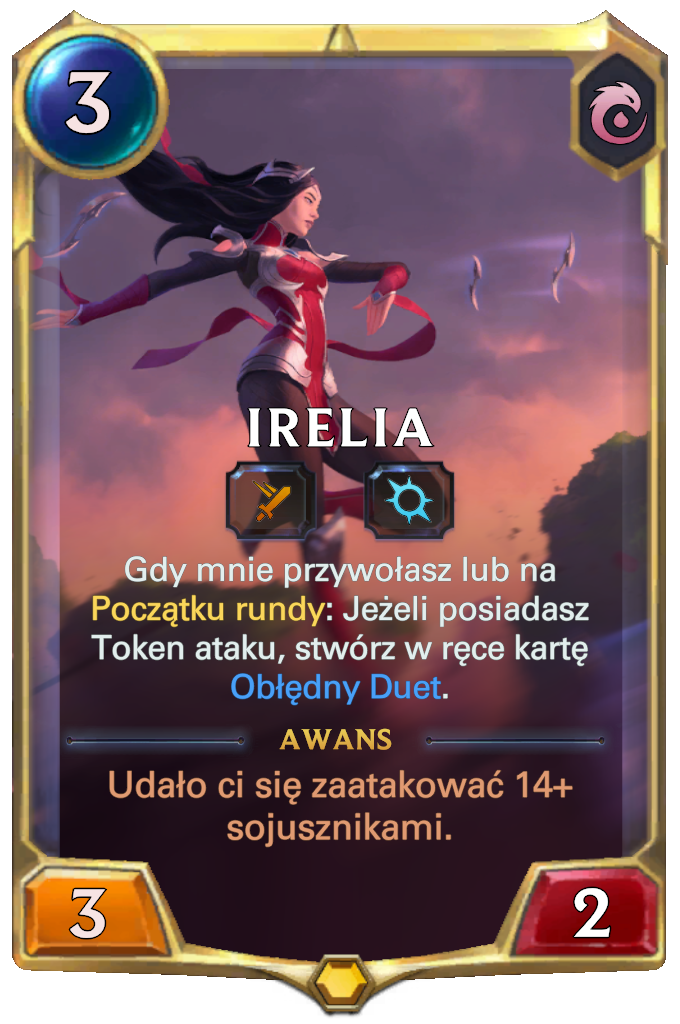 3
IRELIA
Gdy mnie przywołasz lub na
Początku rundy: Jeżeli posiadasz
Token ataku, stwórz w ręce kartę
Obłędny Duet.
AWANS
Udało ci się zaatakować 14+
sojusznikami.
3
2